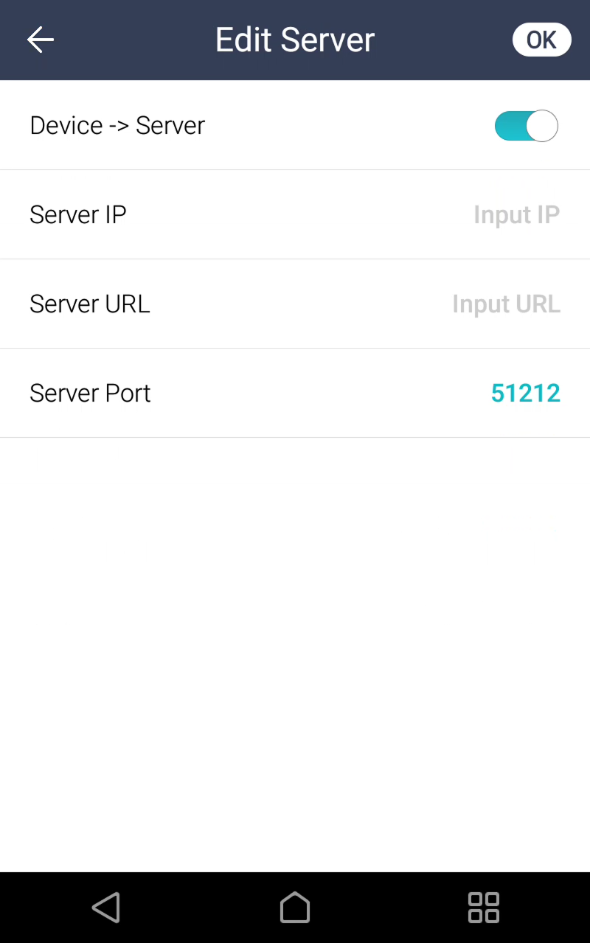 Edit Server
OK
Device -> Server
Server IP
Input IP
Server URL
Input URL
Server Port
51212